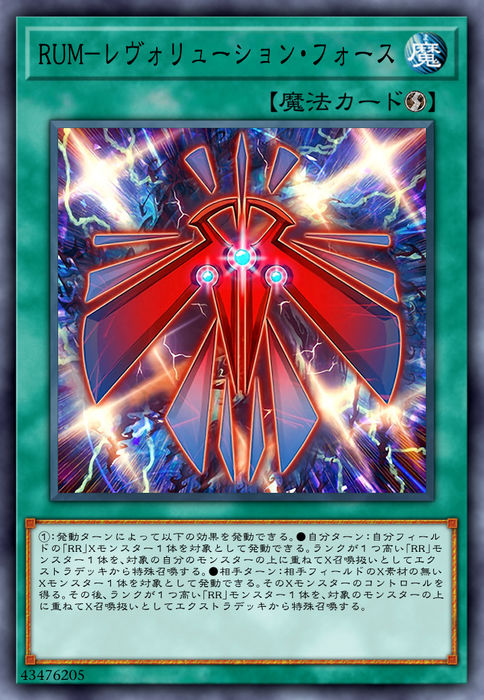 RUM－レヴォリューション・フォース 魔
【魔法カード】
①：発動ターンによって以下の効果を発動できる。●自分ターン：自分フィール
ドの「RR」Xモンスター1体を対象として発動できる。ランクが1つ高い「RR」モ
ンスター1体を、対象の自分のモンスターの上に重ねてX召喚扱いとしてエクス
トラデッキから特殊召喚する。●相手ターン：相手フィールドのX素材の無い
Xモンスター1体を対象として発動できる。そのXモンスターのコントロールを
得る。その後、ランクが1つ高い「RR」モンスター1体を、対象のモンスターの上
に重ねてX召喚扱いとしてエクストラデッキから特殊召喚する。
43476205